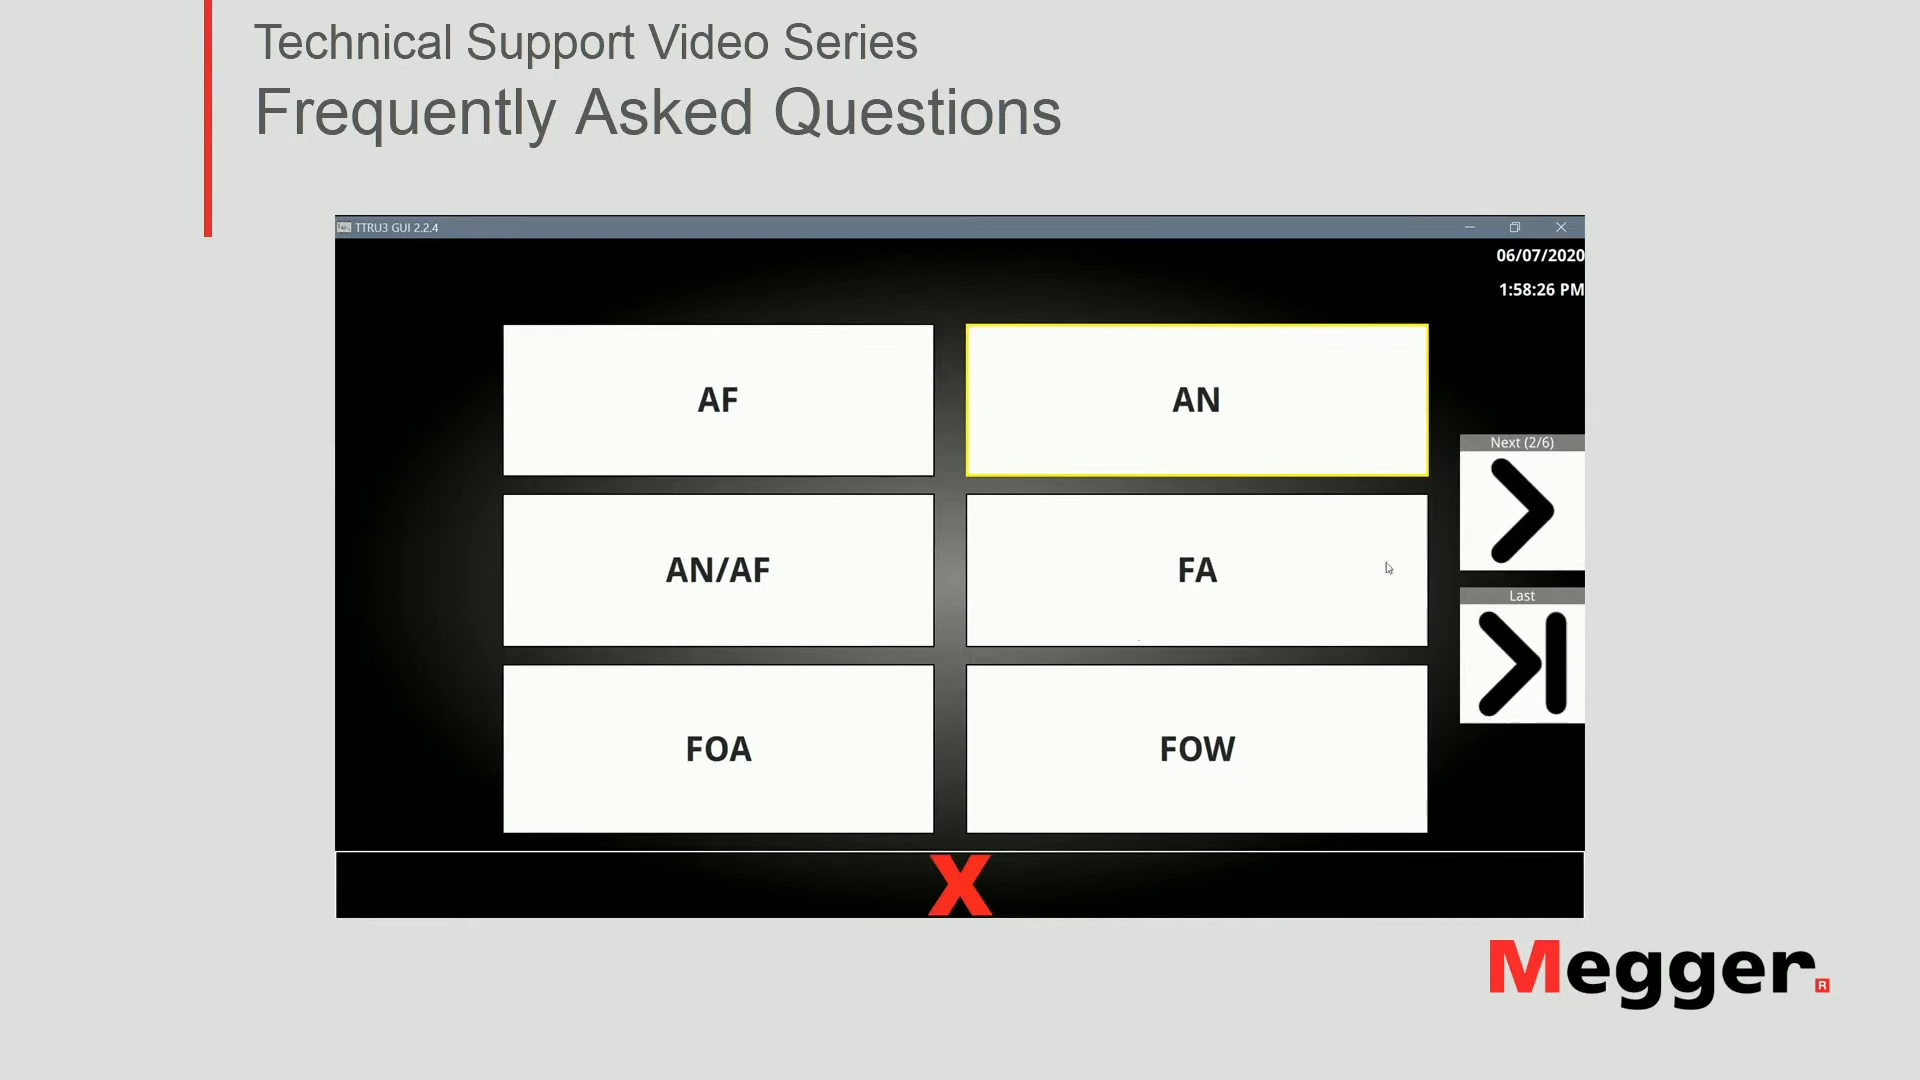 Technical Support Video Series
Frequently Asked Questions
TTRU3 GUI 2.2.4
06/07/2020
1:58:26 PM
AF
AN
Next (2/6)
AN/AF
FA
Last
FOA
FOW
X
Megger®